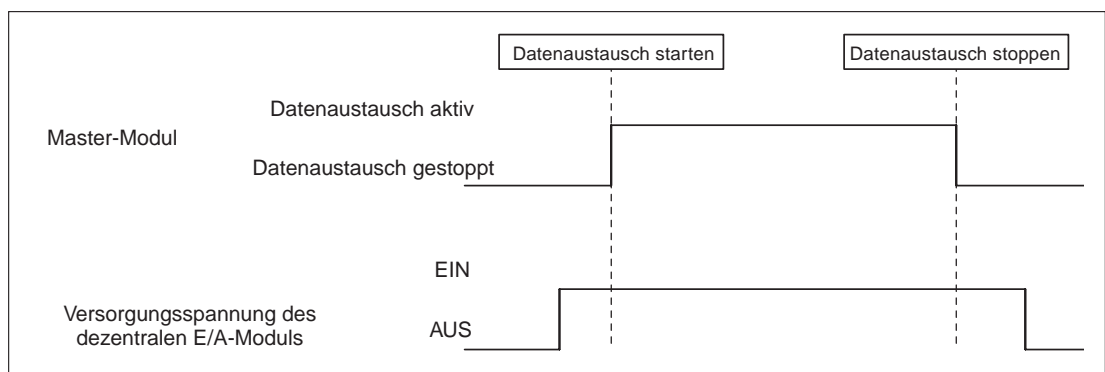 Datenaustausch starten
Datenaustausch stoppen
Datenaustausch aktiv
Master-Modul
Datenaustausch gestoppt
EIN
Versorgungsspannung des
dezentralen E/A-Moduls
AUS